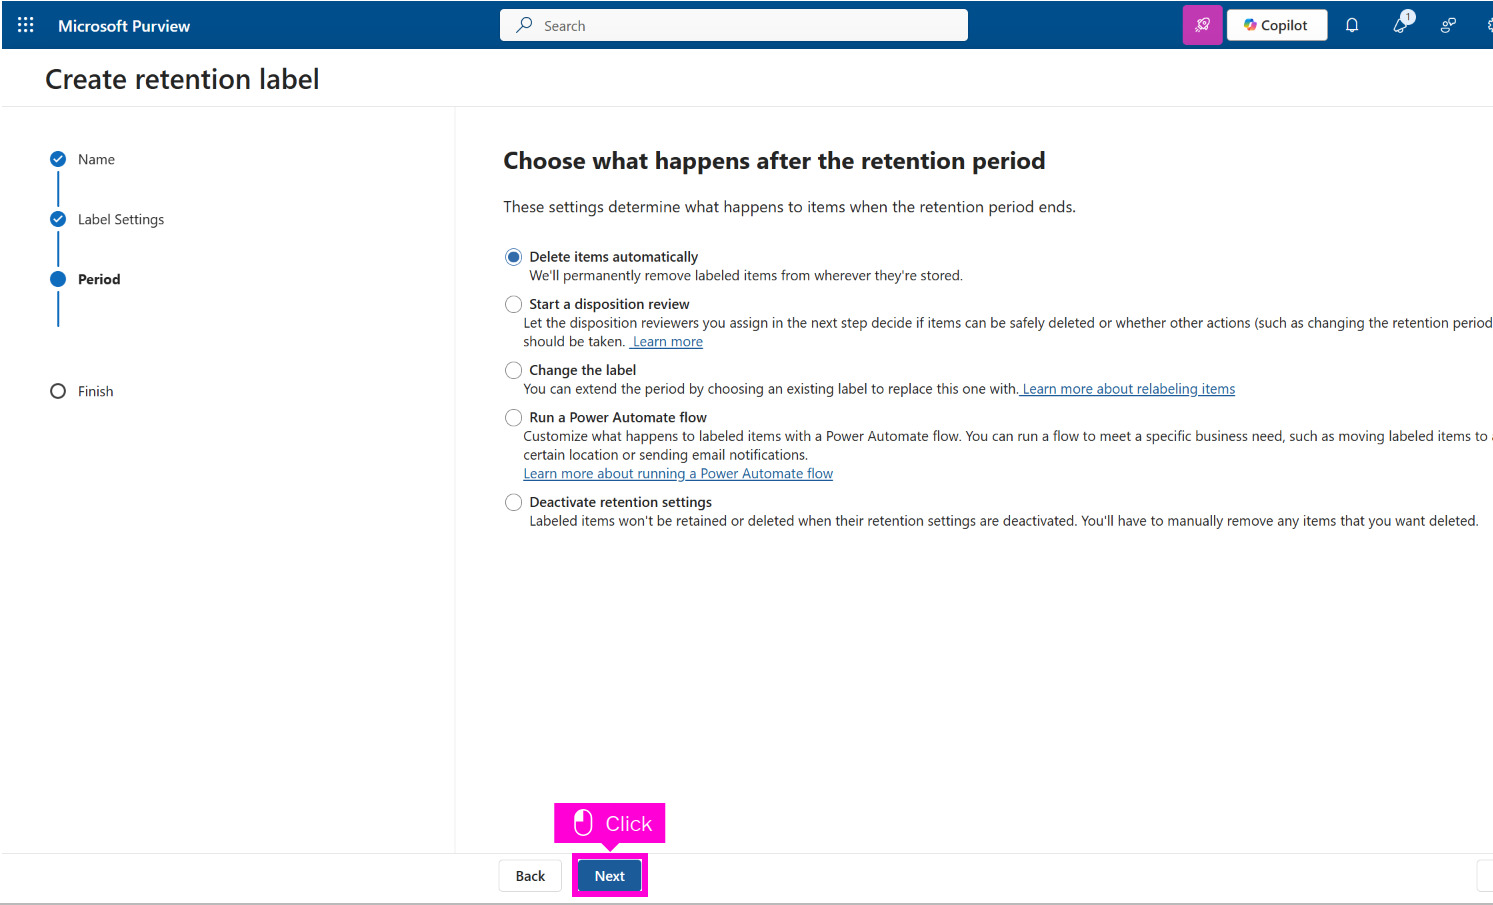 Microsoft Purview
Search
Copilot
1
Create retention label
Name
Label Settings
Period
Finish
Choose what happens after the retention period
These settings determine what happens to items when the retention period ends.
Delete items automatically
We'll permanently remove labeled items from wherever they're stored.
Start a disposition review
Let the disposition reviewers you assign in the next step decide if items can be safely deleted or whether other actions (such as changing the retention period
should be taken. Learn more
Change the label
You can extend the period by choosing an existing label to replace this one with. Learn more about relabeling items
Run a Power Automate flow
Customize what happens to labeled items with a Power Automate flow. You can run a flow to meet a specific business need, such as moving labeled items to
certain location or sending email notifications.
Learn more about running a Power Automate flow
Deactivate retention settings
Labeled items won't be retained or deleted when their retention settings are deactivated. You'll have to manually remove any items that you want deleted.
Click
Back
Next